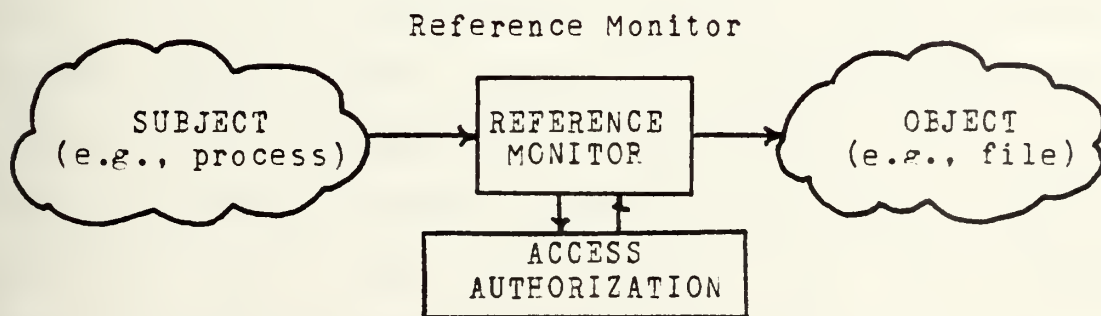 Reference Monitor
SUBJECT
(e.g., process)
REFERENCE
MONITOR
OBJECT
(e.g., file)
ACCESS
AUTHORIZATION